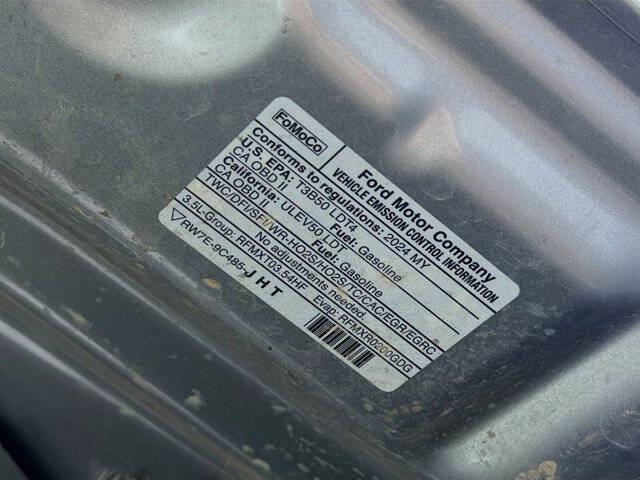 FoMoCo
Ford Motor Company
VEHICLE EMISSION CONTROL INFORMATION
Conforms to regulations: 2024 MY
U.S. EPA: T3B50 LDT4 Fuel: Gasoline
CA OBD II
California: ULEV50 LDT Fuel: Gasoline
CA OBD II
TWC/DFI/SFI/WR-HO2S/HO2S/TC/CAC/EGR/EGRC
No adjustments needed.
3.5L-Group: RFMXT03.54HF Evap: RFMXR0200GDG
RW7E-9C485-JHT